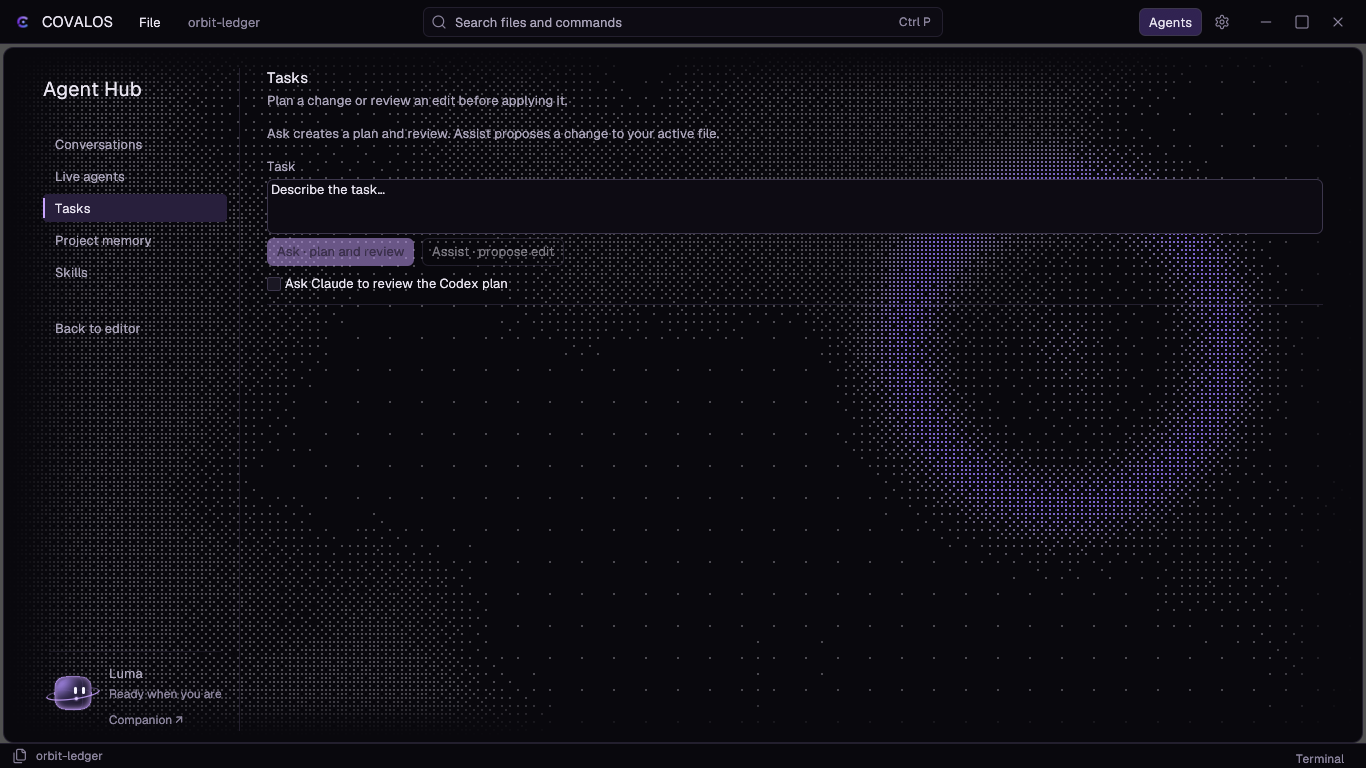 COVALOS File orbit-ledger Search files and commands Ctrl P Agents
Agent Hub
Conversations
Live agents
Tasks
Project memory
Skills
Back to editor
Tasks
Plan a change or review an edit before applying it.
Ask creates a plan and review. Assist proposes a change to your active file.
Task
Describe the task…
Ask · plan and review Assist · propose edit
Ask Claude to review the Codex plan
Luma
Ready when you are
Companion ↗
orbit-ledger Terminal